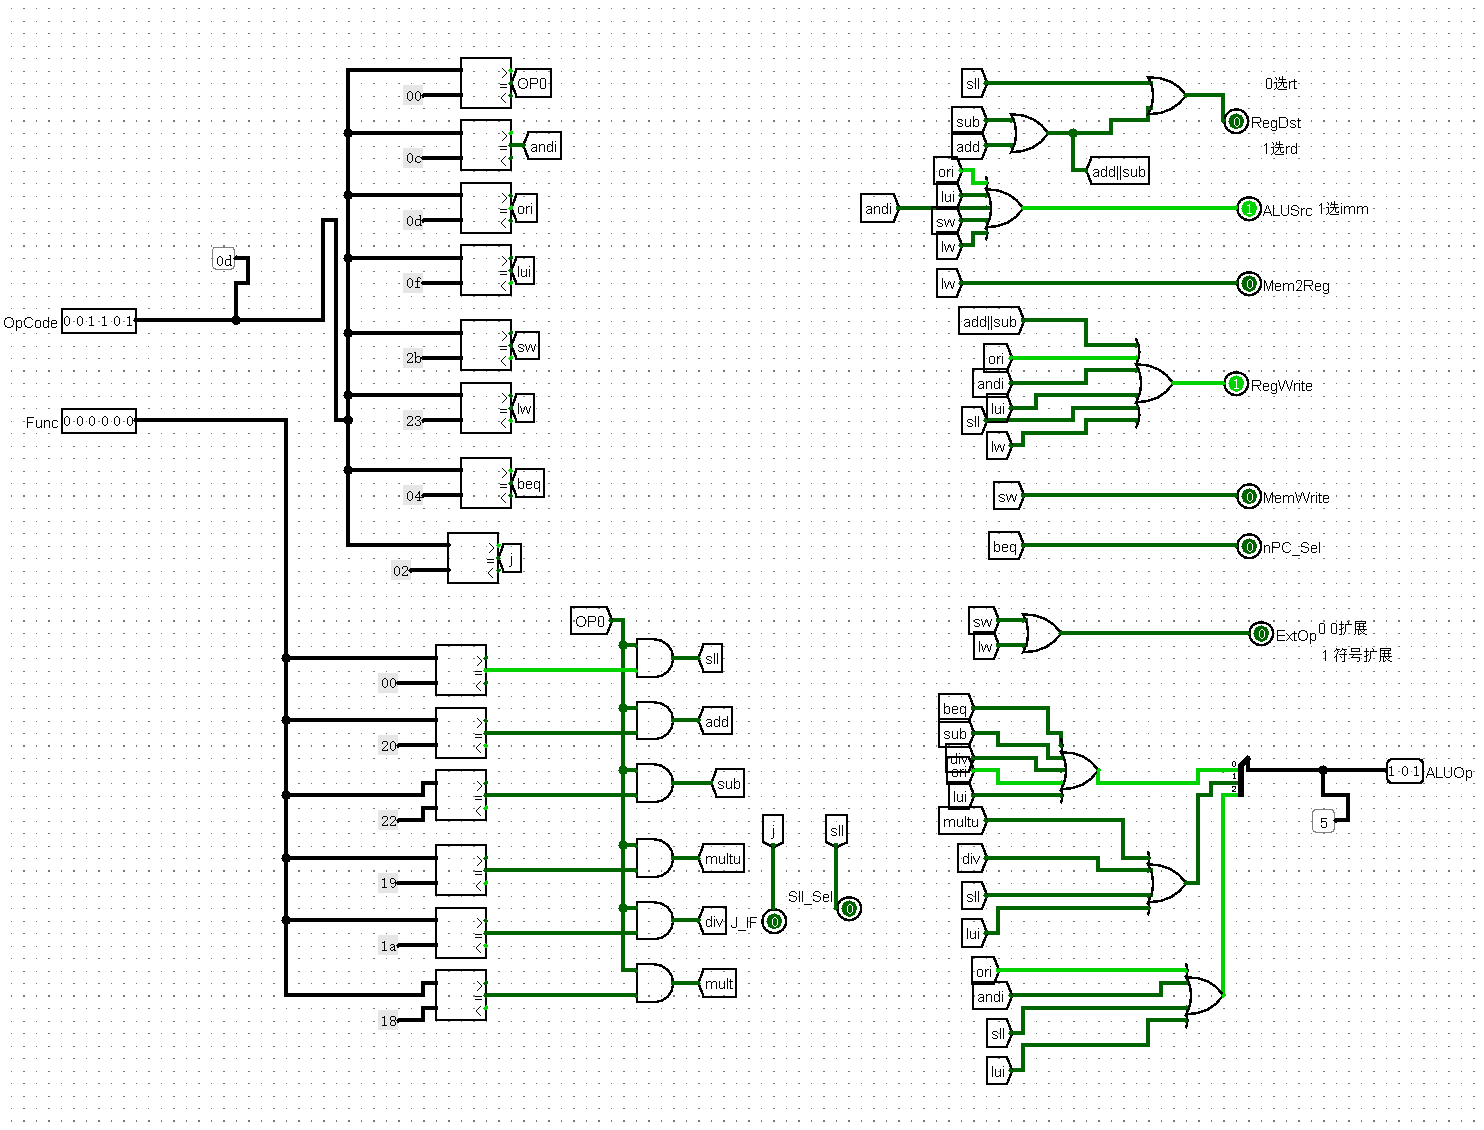 OpCode
0 0 1 1 0 1
0d
Func
0 0 0 0 0 0
00
> = <
OP0
0c
> = <
andi
0d
> = <
ori
0f
> = <
lui
2b
> = <
sw
23
> = <
lw
04
> = <
beq
02
> = <
j
OP0
00
> = <
sll
20
> = <
add
22
> = <
sub
19
> = <
multu
1a
> = <
div
18
> = <
mult
j
J_IF
0
sll
Sll_Sel
0
sll
sub
add
add||sub
0选rt
0
RegDst
1选rd
ori
lui
andi
sw
lw
1
ALUSrc
1选imm
lw
0
Mem2Reg
add||sub
ori
andi
lui
sll
lw
1
RegWrite
sw
0
MemWrite
beq
0
nPC_Sel
sw
lw
0
ExtOp
0 0扩展
1 符号扩展
beq
sub
div
ori
lui
multu
div
sll
lui
ori
andi
sll
lui
0
1
2
1 0 1
ALUOp
5